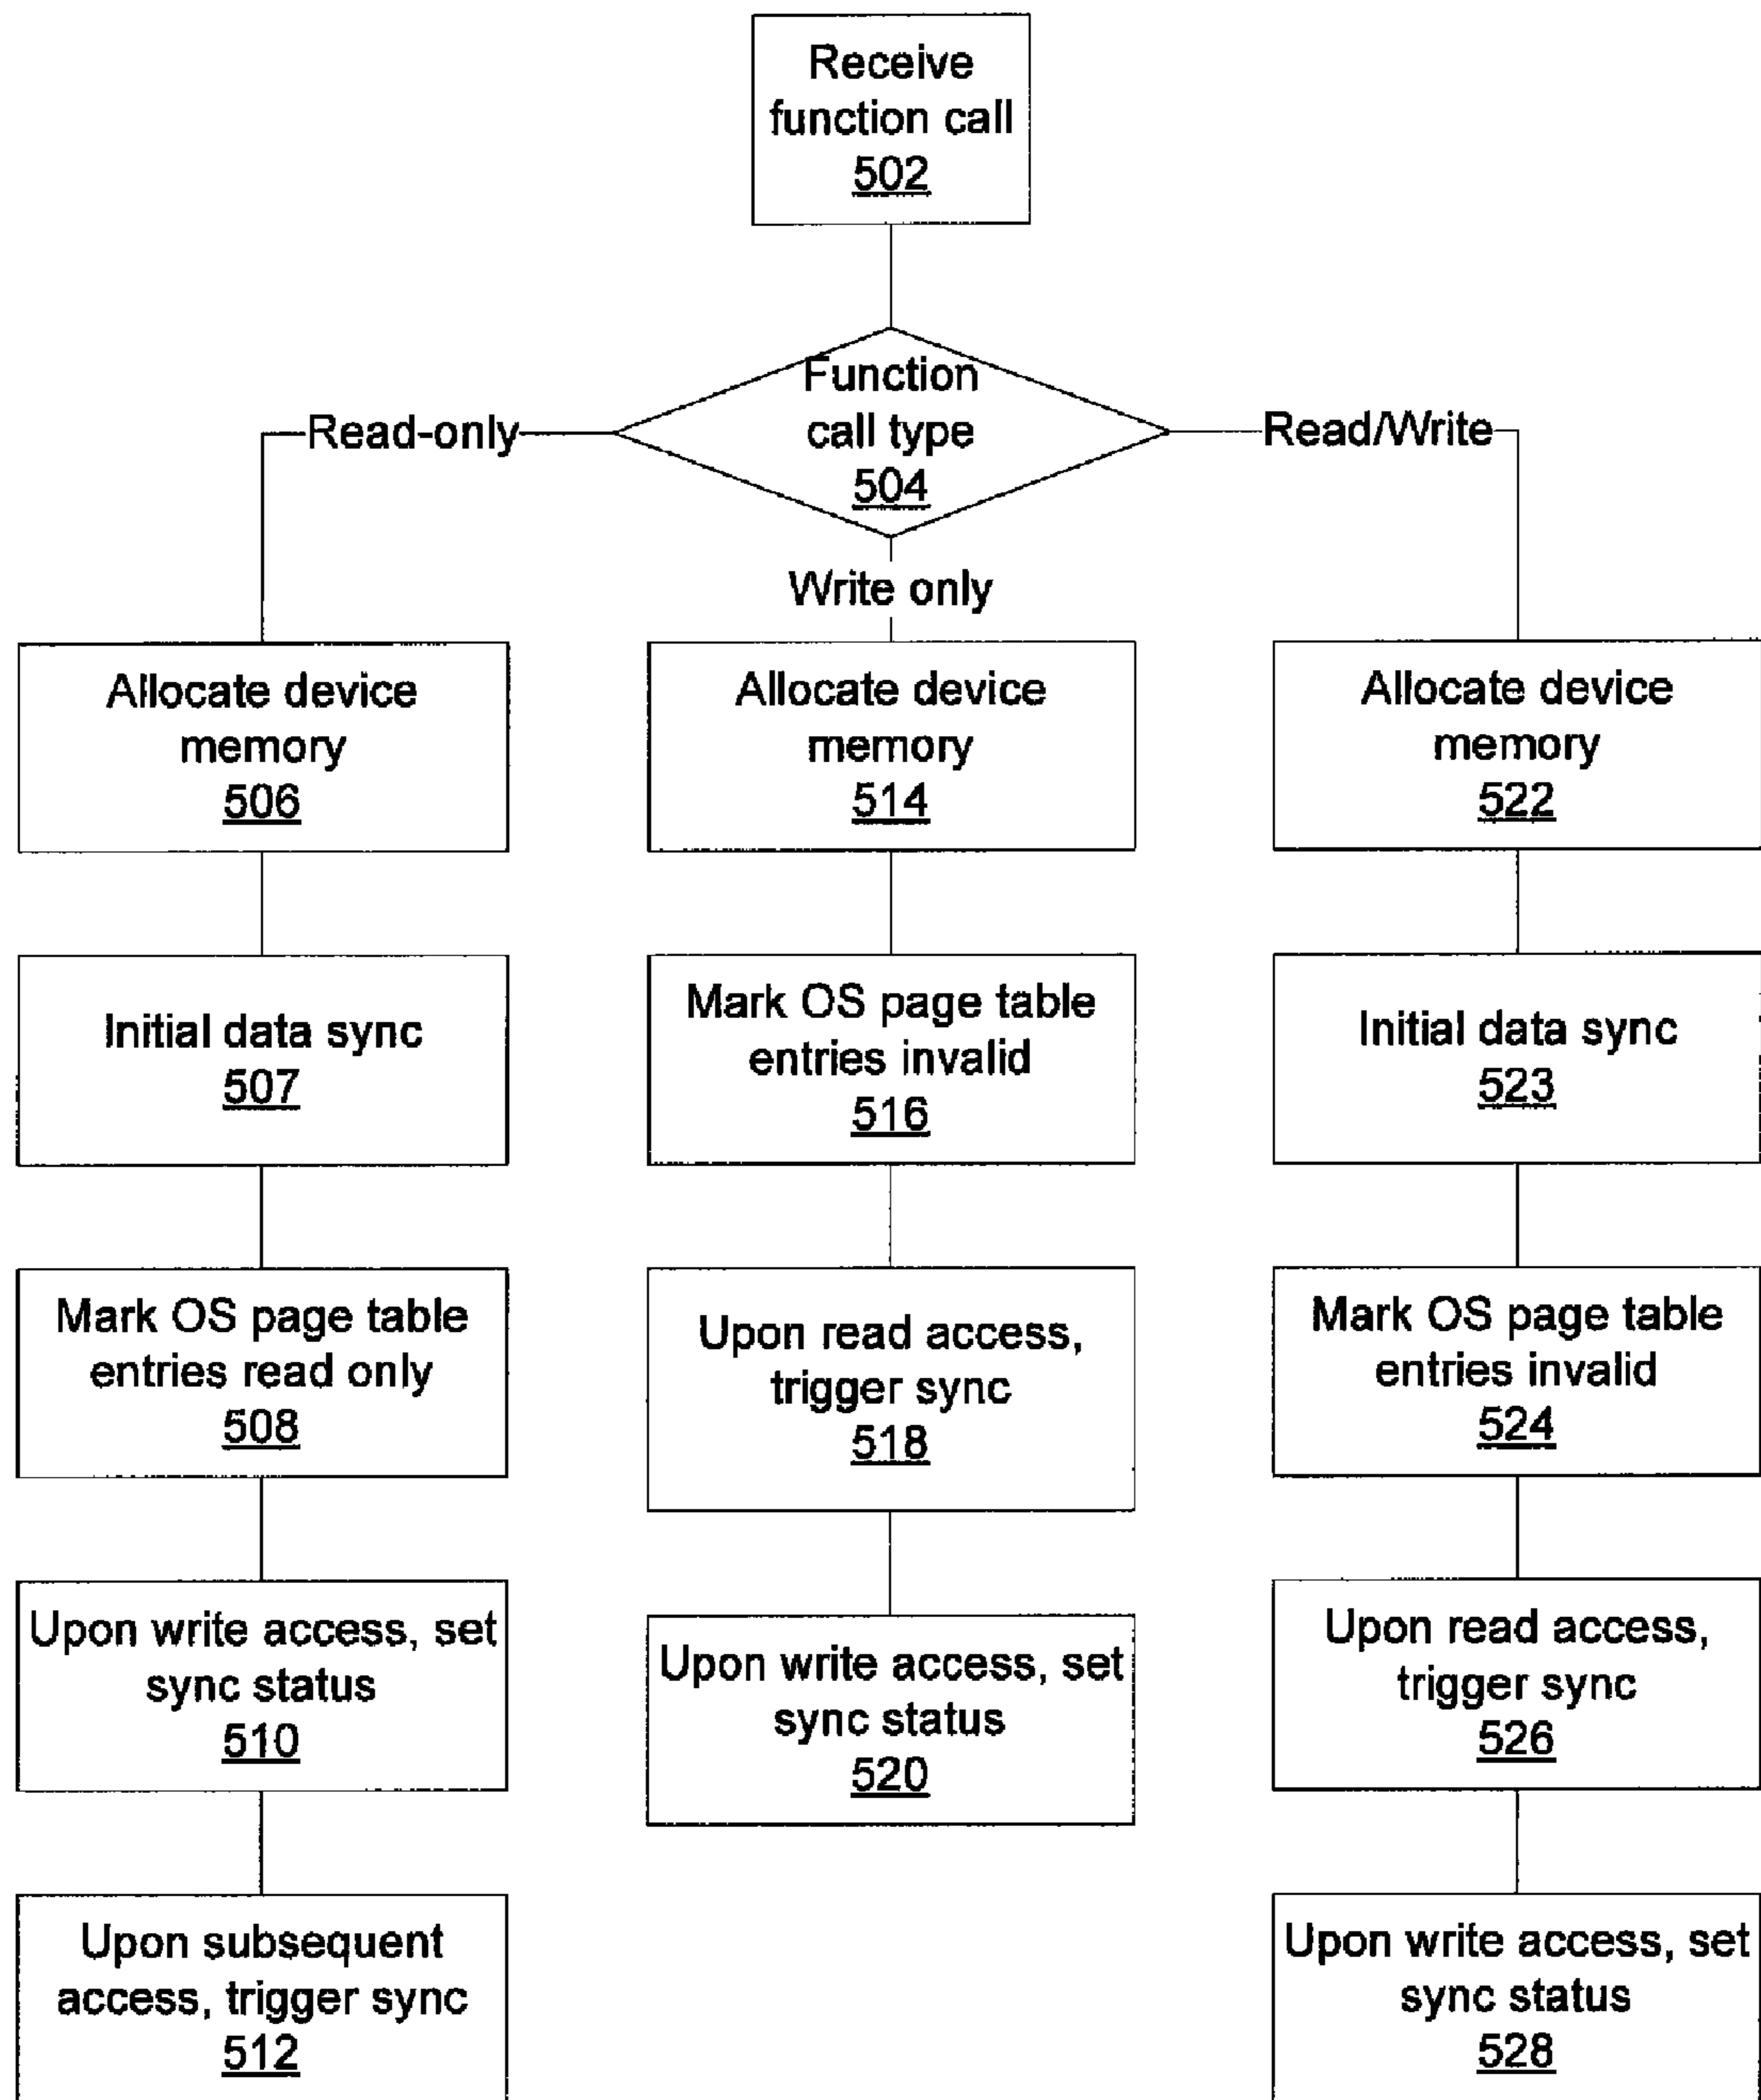 Receive
function call
502
Function
call type
504
Read-only
Read/Write
Write only
Allocate device
memory
506
Initial data sync
507
Mark OS page table
entries read only
508
Upon write access, set
sync status
510
Upon subsequent
access, trigger sync
512
Allocate device
memory
514
Mark OS page table
entries invalid
516
Upon read access,
trigger sync
518
Upon write access, set
sync status
520
Allocate device
memory
522
Initial data sync
523
Mark OS page table
entries invalid
524
Upon read access,
trigger sync
526
Upon write access, set
sync status
528